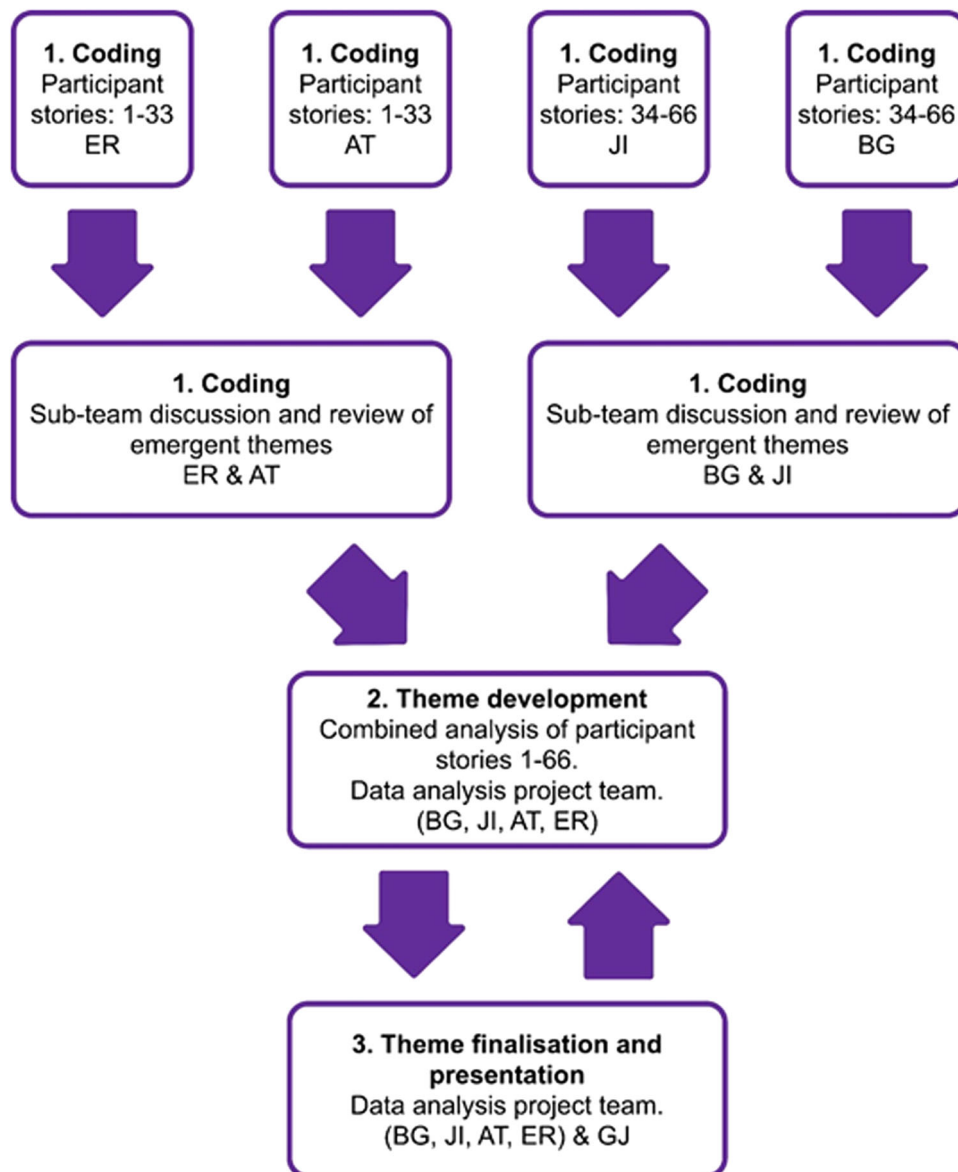 1. Coding
Participant
stories: 1-33
ER
1. Coding
Participant
stories: 1-33
AT
1. Coding
Participant
stories: 34-66
JI
1. Coding
Participant
stories: 34-66
BG
1. Coding
Sub-team discussion and review of
emergent themes
ER & AT
1. Coding
Sub-team discussion and review of
emergent themes
BG & JI
2. Theme development
Combined analysis of participant
stories 1-66.
Data analysis project team.
(BG, JI, AT, ER)
3. Theme finalisation and
presentation
Data analysis project team.
(BG, JI, AT, ER) & GJ